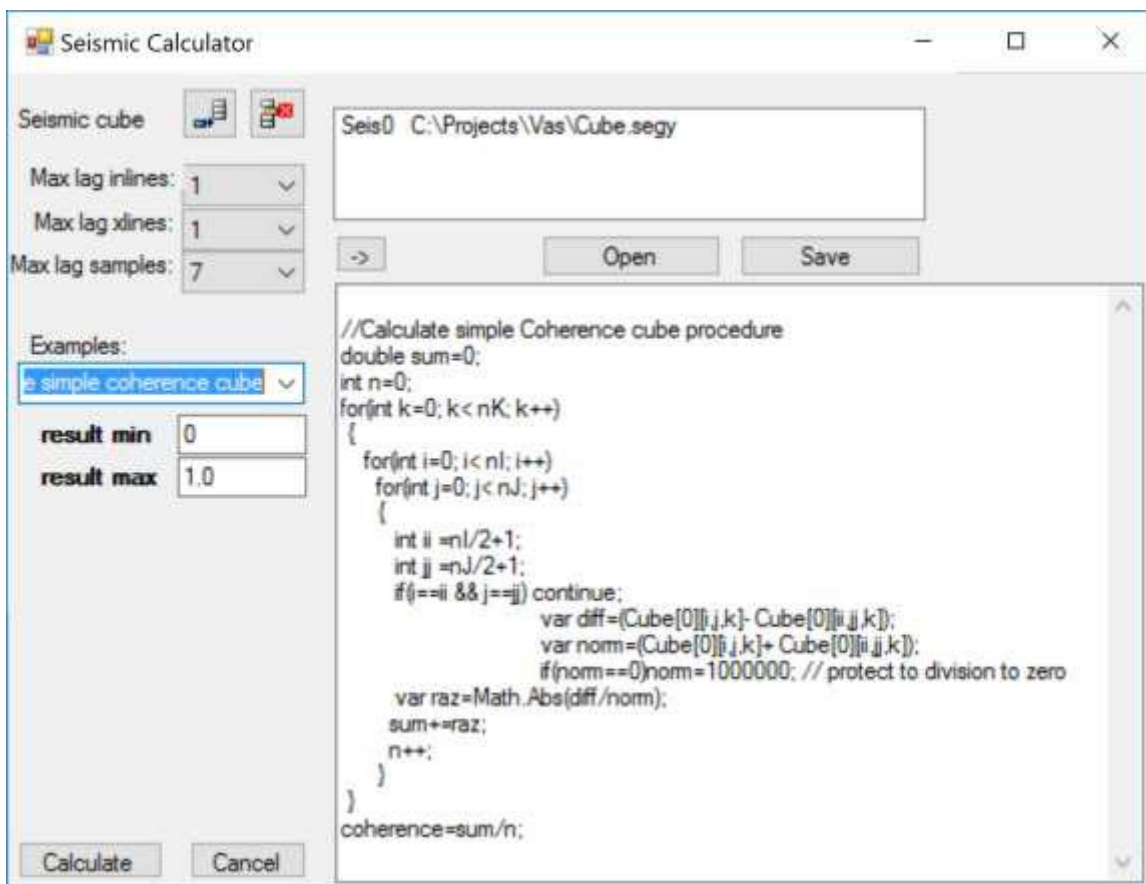 Seismic Calculator
Seismic cube
Seis0 C:\Projects\Vas\Cube.segy
Max lag inlines: 1
Max lag xlines: 1
Max lag samples: 7
-> Open Save
Examples:
e simple coherence cube
result min 0
result max 1.0
//Calculate simple Coherence cube procedure
double sum=0;
int n=0;
for(int k=0; k< nK; k++)
{
for(int i=0; i< nI; i++)
for(int j=0; j< nJ; j++)
{
int ii =nI/2+1;
int jj =nJ/2+1;
if(i==ii && j==jj) continue;
var diff=(Cube[0][i,j,k]- Cube[0][ii,jj,k]);
var norm=(Cube[0][i,j,k]+ Cube[0][ii,jj,k]);
if(norm==0)norm=1000000; // protect to division to zero
var raz=Math.Abs(diff/norm);
sum+=raz;
n++;
}
}
coherence=sum/n;
Calculate Cancel